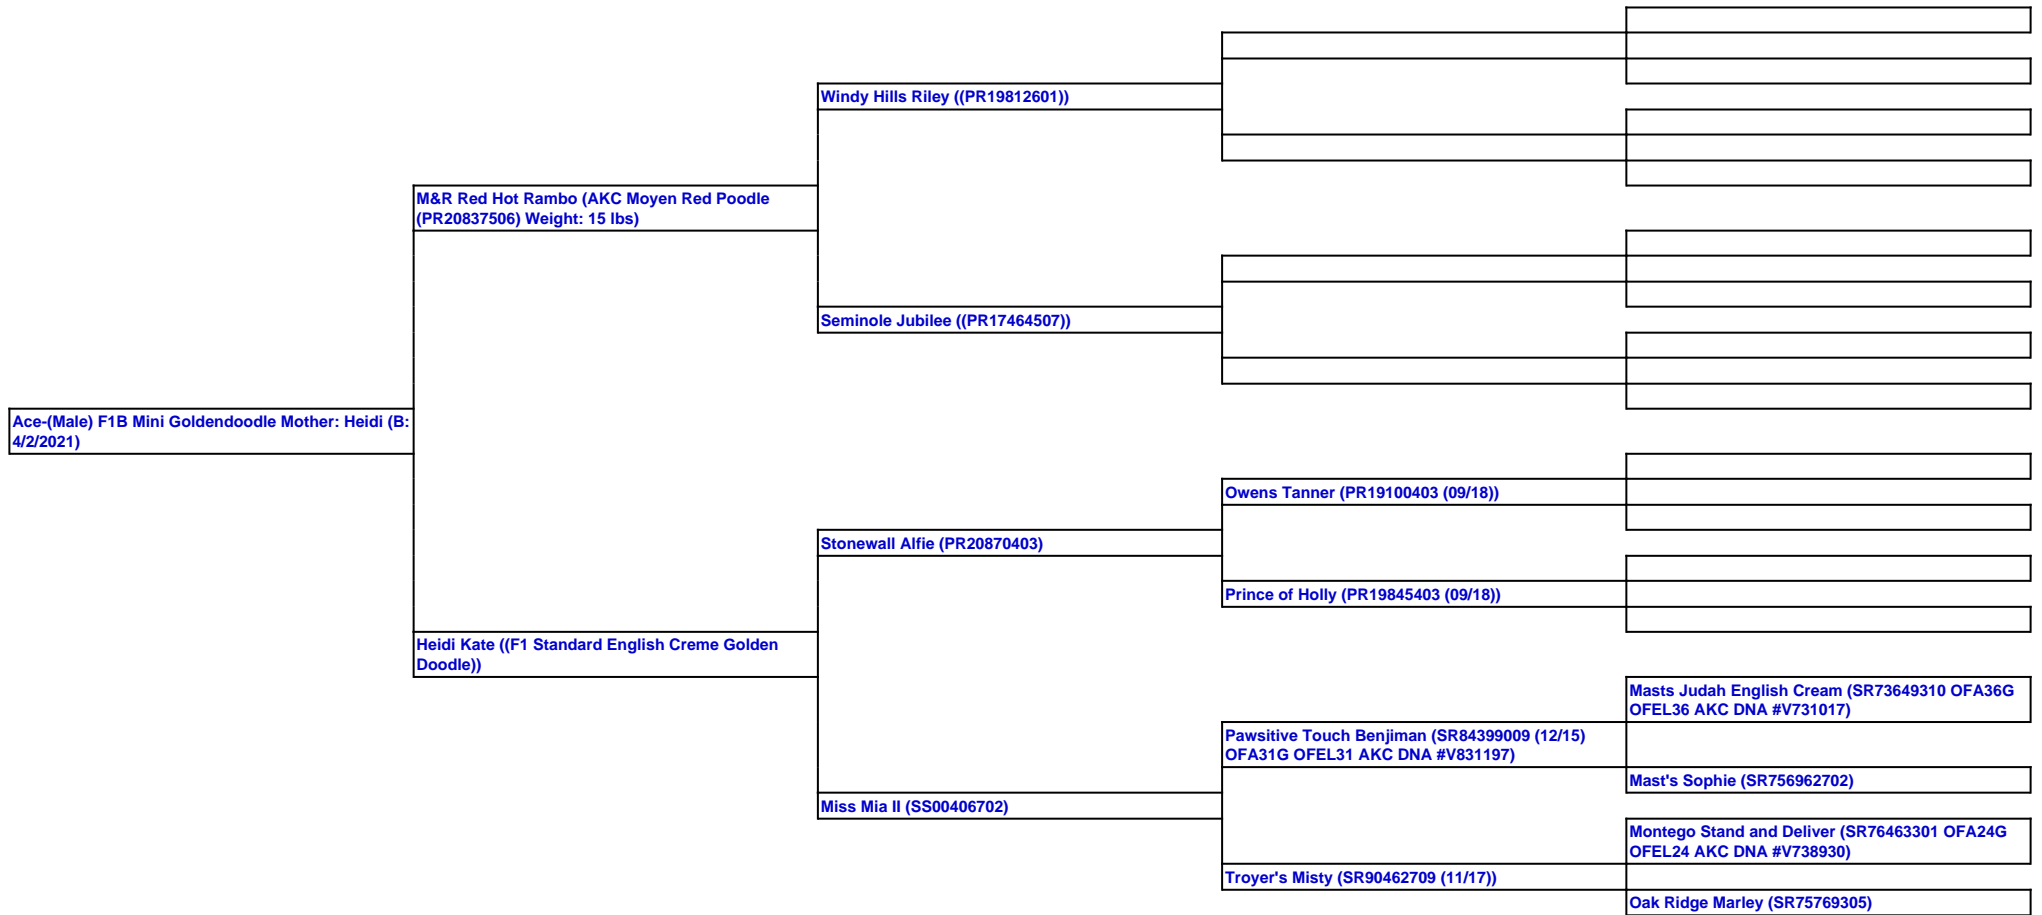 Windy Hills Riley ((PR19812601))
M&R Red Hot Rambo (AKC Moyen Red Poodle
(PR20837506) Weight: 15 lbs)
Seminole Jubilee ((PR17464507))
Ace-(Male) F1B Mini Goldendoodle Mother: Heidi (B:
4/2/2021)
Owens Tanner (PR19100403 (09/18))
Stonewall Alfie (PR20870403)
Prince of Holly (PR19845403 (09/18))
Heidi Kate ((F1 Standard English Creme Golden
Doodle))
Masts Judah English Cream (SR73649310 OFA36G
OFEL36 AKC DNA #V731017)
Pawsitive Touch Benjiman (SR84399009 (12/15)
OFA31G OFEL31 AKC DNA #V831197)
Mast's Sophie (SR756962702)
Miss Mia II (SS00406702)
Montego Stand and Deliver (SR76463301 OFA24G
OFEL24 AKC DNA #V738930)
Troyer's Misty (SR90462709 (11/17))
Oak Ridge Marley (SR75769305)